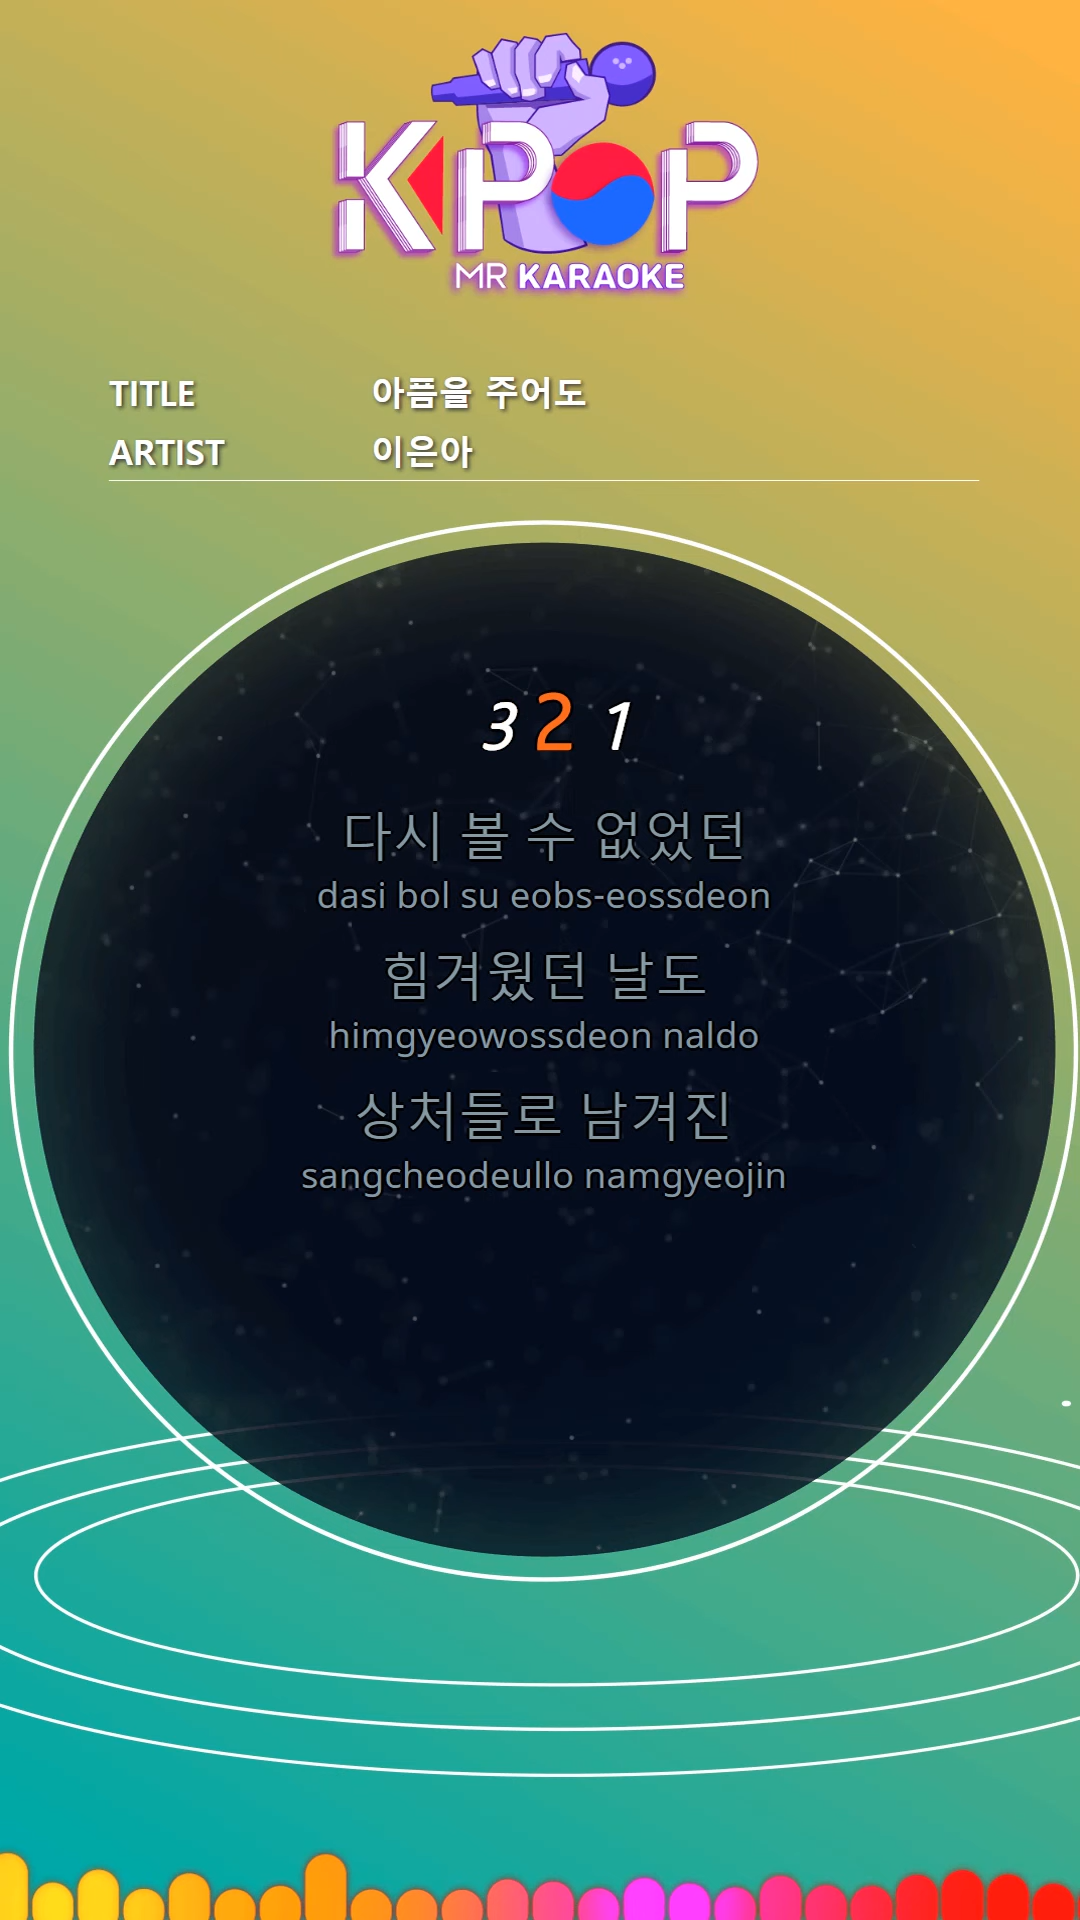 KPOP
MR KARAOKE
TITLE 아픔을 주어도
ARTIST 이은아
3 2 1
다시 볼 수 없었던
dasi bol su eobs-eossdeon
힘겨웠던 날도
himgyeowossdeon naldo
상처들로 남겨진
sangcheodeullo namgyeojin